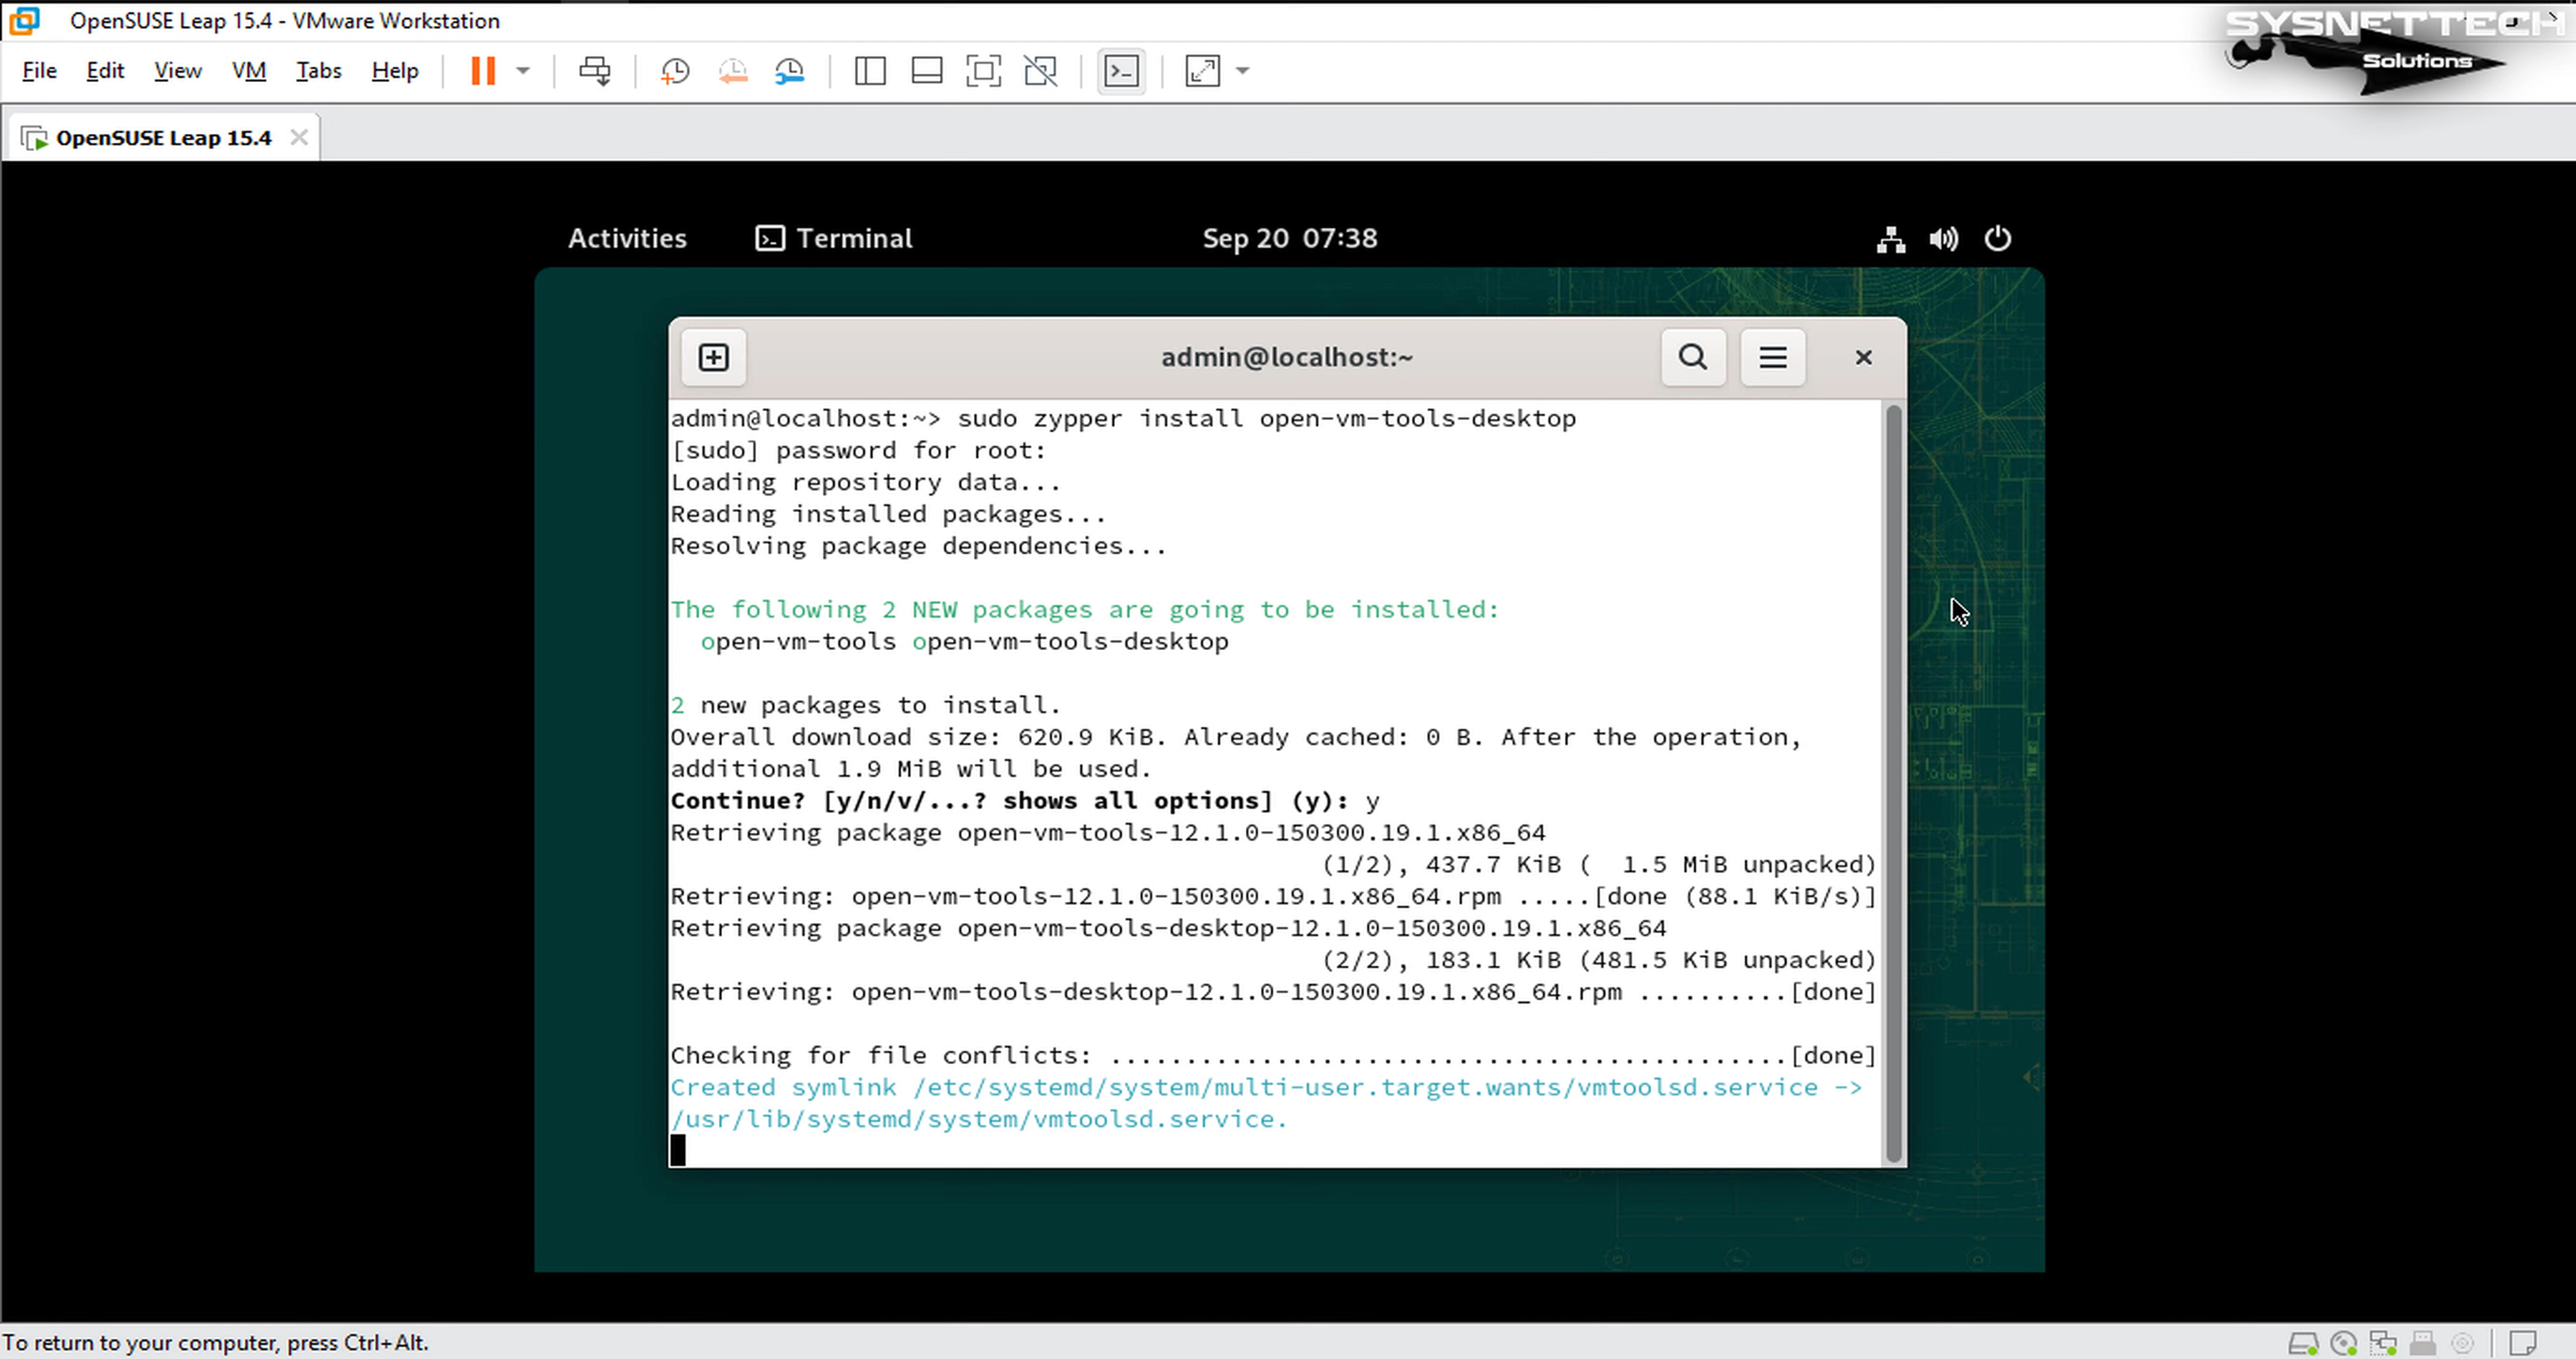 OpenSUSE Leap 15.4 - VMware Workstation
SYSNETTECH
Solutions
File Edit View VM Tabs Help
OpenSUSE Leap 15.4
Activities Terminal Sep 20 07:38
admin@localhost:~
admin@localhost:~> sudo zypper install open-vm-tools-desktop
[sudo] password for root:
Loading repository data...
Reading installed packages...
Resolving package dependencies...
The following 2 NEW packages are going to be installed:
open-vm-tools open-vm-tools-desktop
2 new packages to install.
Overall download size: 620.9 KiB. Already cached: 0 B. After the operation,
additional 1.9 MiB will be used.
Continue? [y/n/v/...? shows all options] (y): y
Retrieving package open-vm-tools-12.1.0-150300.19.1.x86_64
(1/2), 437.7 KiB (  1.5 MiB unpacked)
Retrieving: open-vm-tools-12.1.0-150300.19.1.x86_64.rpm .....[done (88.1 KiB/s)]
Retrieving package open-vm-tools-desktop-12.1.0-150300.19.1.x86_64
(2/2), 183.1 KiB (481.5 KiB unpacked)
Retrieving: open-vm-tools-desktop-12.1.0-150300.19.1.x86_64.rpm ..........[done]
Checking for file conflicts: .............................................[done]
Created symlink /etc/systemd/system/multi-user.target.wants/vmtoolsd.service ->
/usr/lib/systemd/system/vmtoolsd.service.
To return to your computer, press Ctrl+Alt.